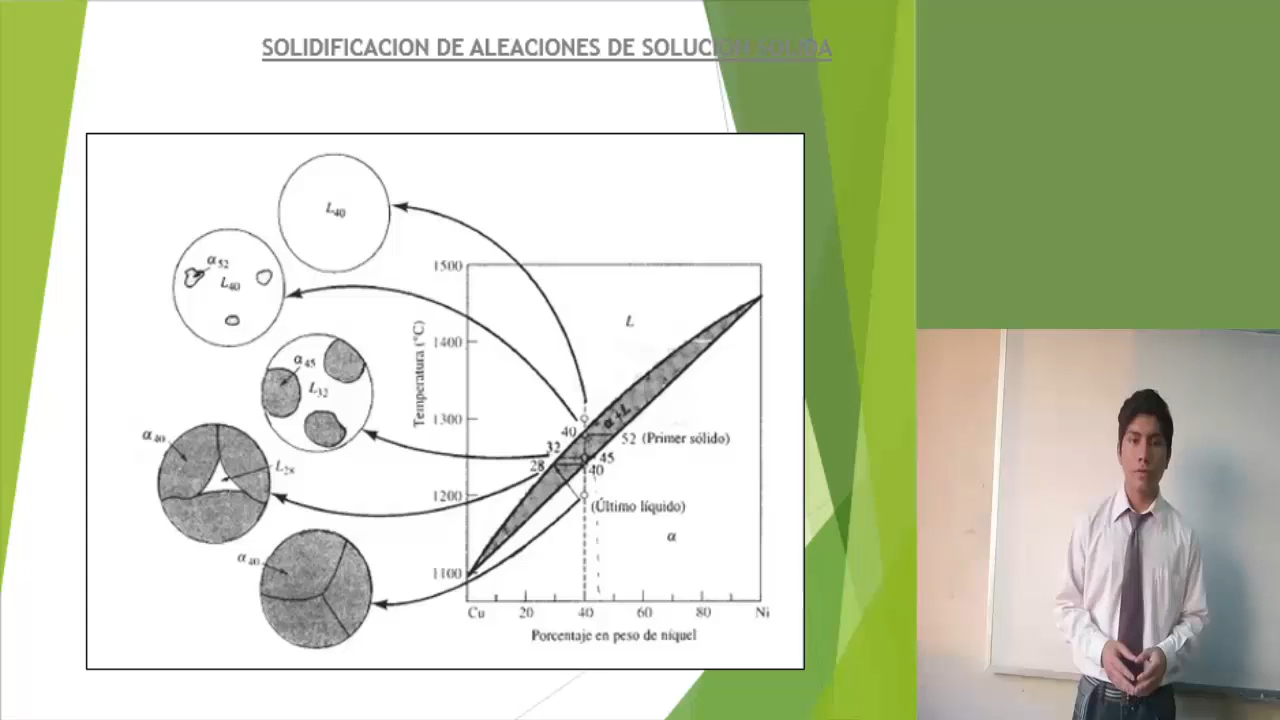 SOLIDIFICACION DE ALEACIONES DE SOLUCION SOLIDA
L40
α52
L40
α45
L32
α40
L28
α40
Temperatura (°C)
1500
1400
1300
1200
1100
L
α+L
40
52 (Primer sólido)
32
45
28
40
(Último líquido)
α
Cu 20 40 60 80 Ni
Porcentaje en peso de níquel